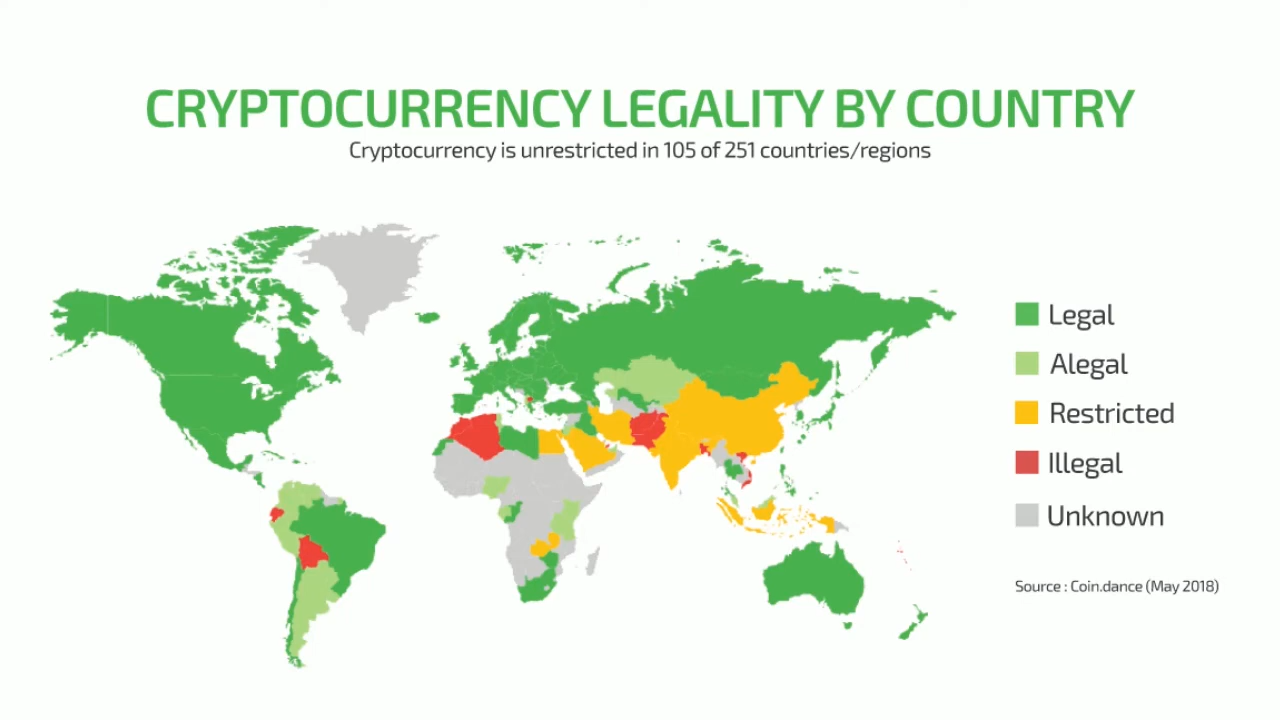 CRYPTOCURRENCY LEGALITY BY COUNTRY
Cryptocurrency is unrestricted in 105 of 251 countries/regions
Legal
Alegal
Restricted
Illegal
Unknown
Source : Coin.dance (May 2018)